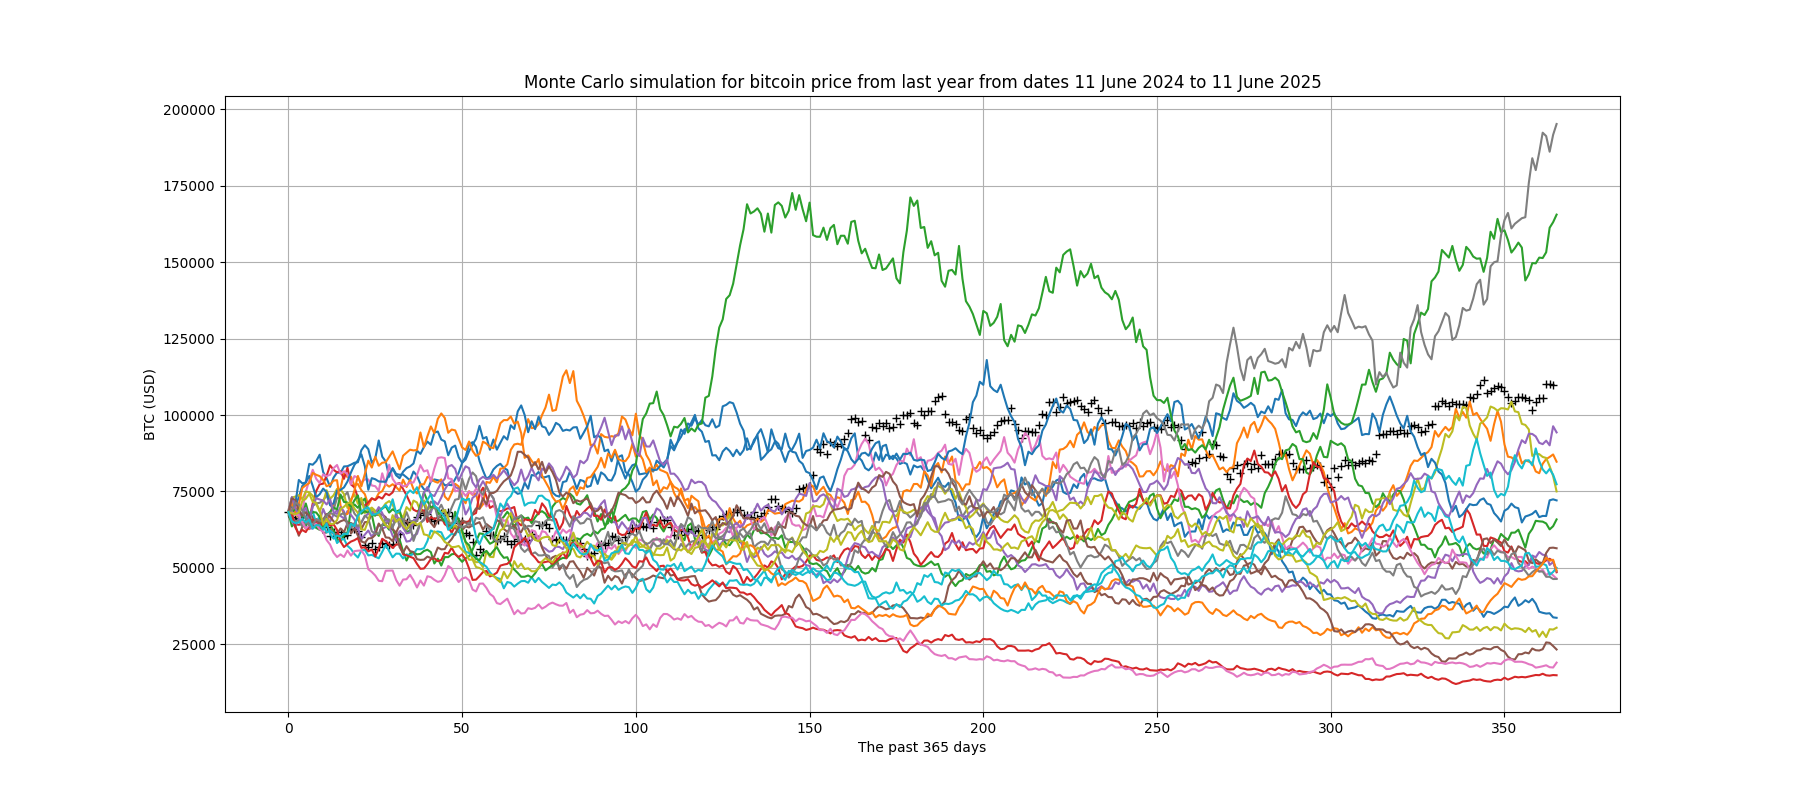 Monte Carlo simulation for bitcoin price from last year from dates 11 June 2024 to 11 June 2025
200000
175000
150000
125000
100000
75000
50000
25000
BTC (USD)
0 50 100 150 200 250 300 350
The past 365 days